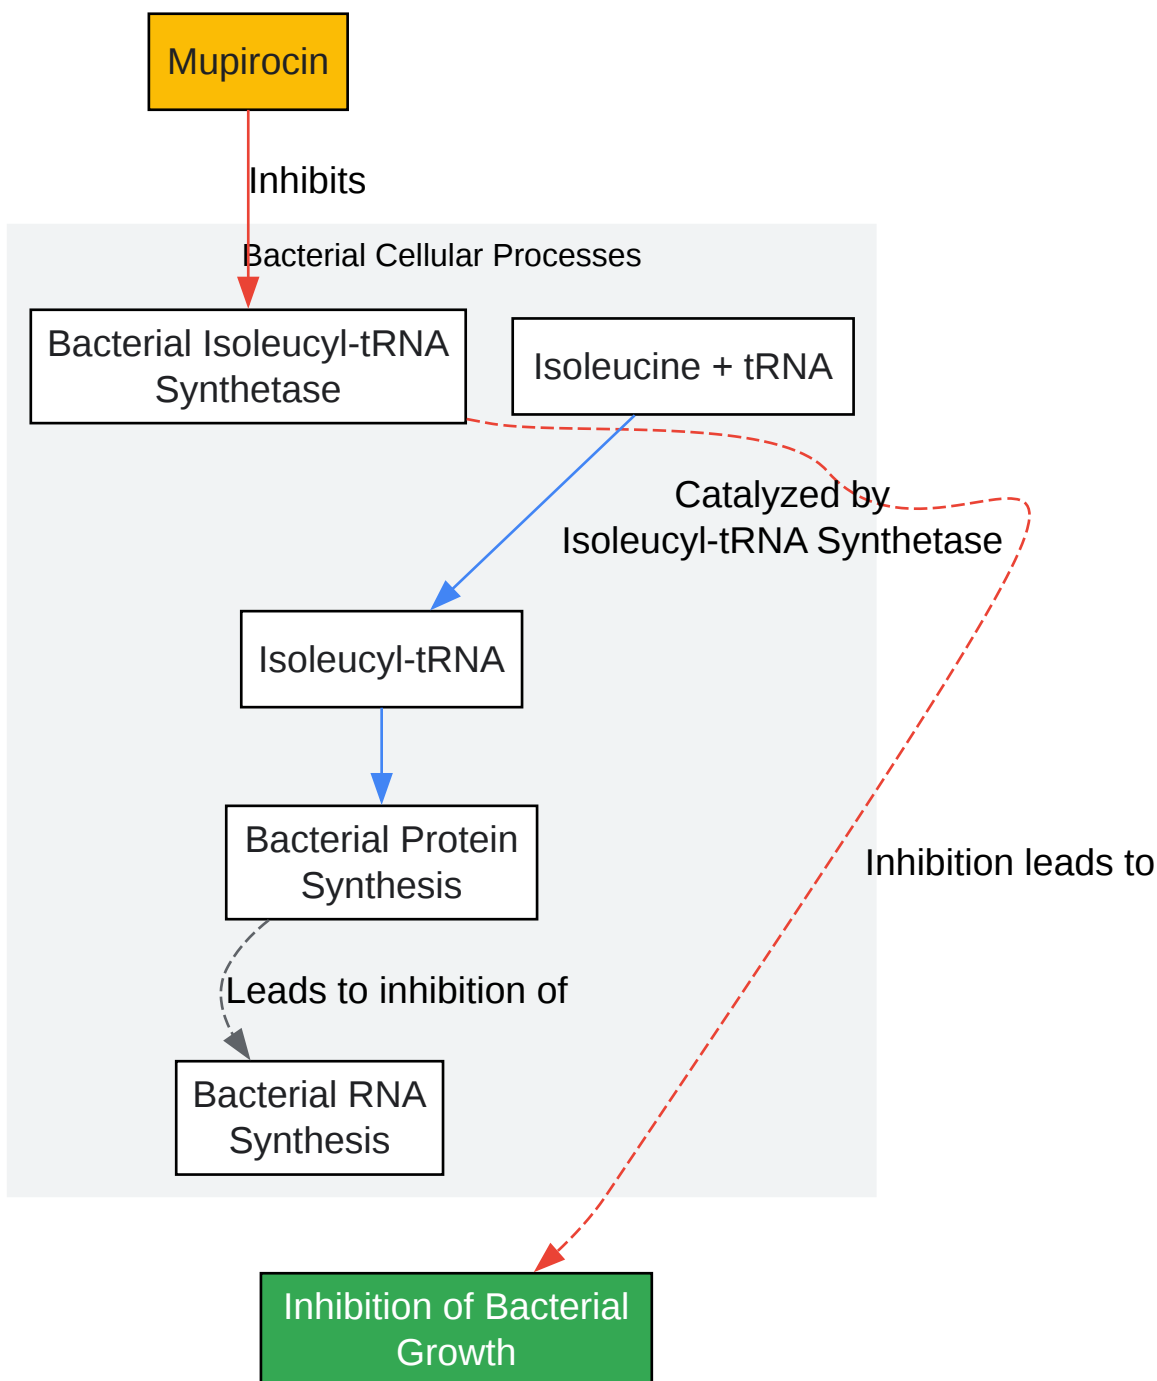 Mupirocin
Inhibits
Bacterial Cellular Processes
Bacterial Isoleucyl-tRNA
Synthetase
Isoleucine + tRNA
Catalyzed by
Isoleucyl-tRNA Synthetase
Isoleucyl-tRNA
Bacterial Protein
Synthesis
Inhibition leads to
Leads to inhibition of
Bacterial RNA
Synthesis
Inhibition of Bacterial
Growth